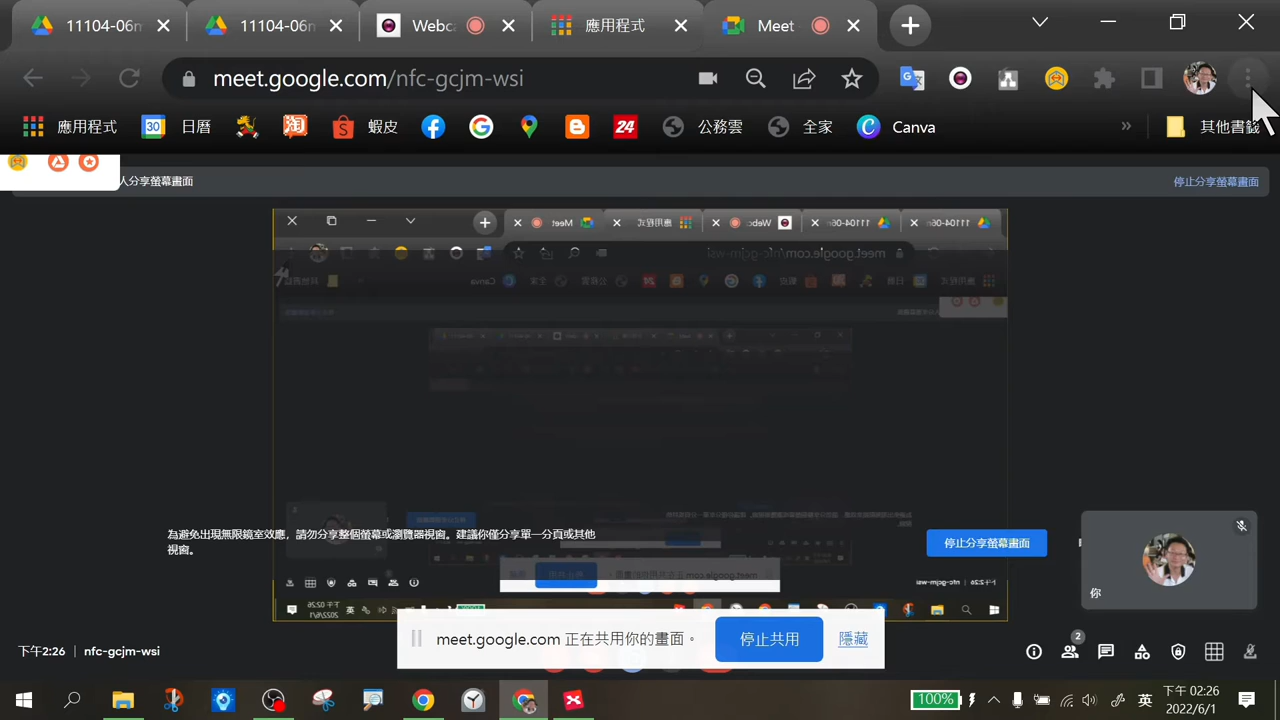 11104-06m
11104-06m
Webca
應用程式
Meet
meet.google.com/nfc-gcjm-wsi
應用程式
30
日曆
淘
蝦皮
24
公務雲
全家
Canva
»
其他書籤
人分享螢幕畫面
停止分享螢幕畫面
為避免出現無限鏡室效應，請勿分享整個螢幕或瀏覽器視窗。建議你僅分享單一分頁或其他
視窗。
停止分享螢幕畫面
你
meet.google.com 正在共用你的畫面。
停止共用
隱藏
下午2:26 | nfc-gcjm-wsi
2
100%
英
下午 02:26
2022/6/1